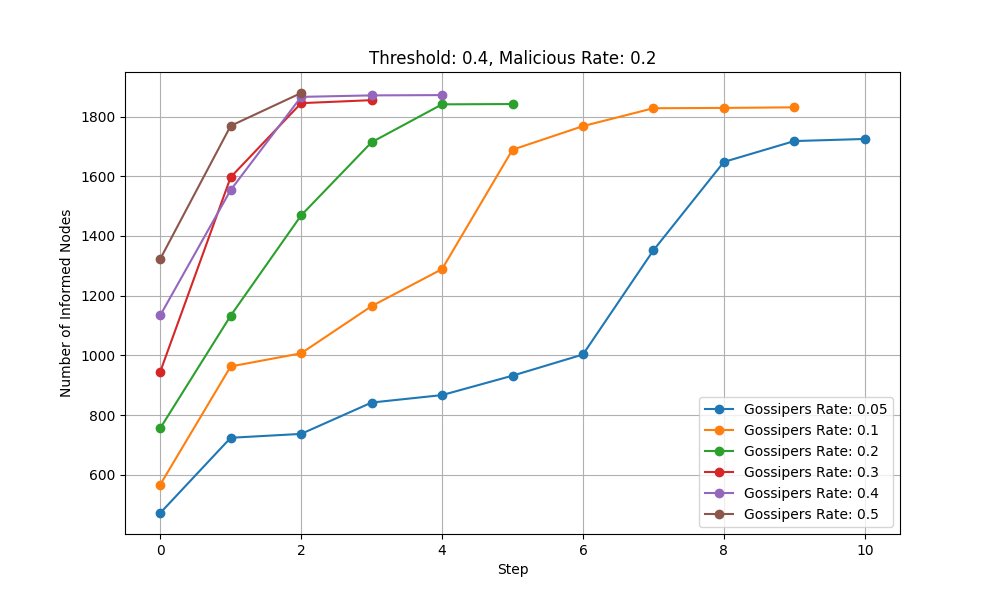 Threshold: 0.4, Malicious Rate: 0.2
Number of Informed Nodes
1800
1600
1400
1200
1000
800
600
0
2
4
6
8
10
Step
Gossipers Rate: 0.05
Gossipers Rate: 0.1
Gossipers Rate: 0.2
Gossipers Rate: 0.3
Gossipers Rate: 0.4
Gossipers Rate: 0.5